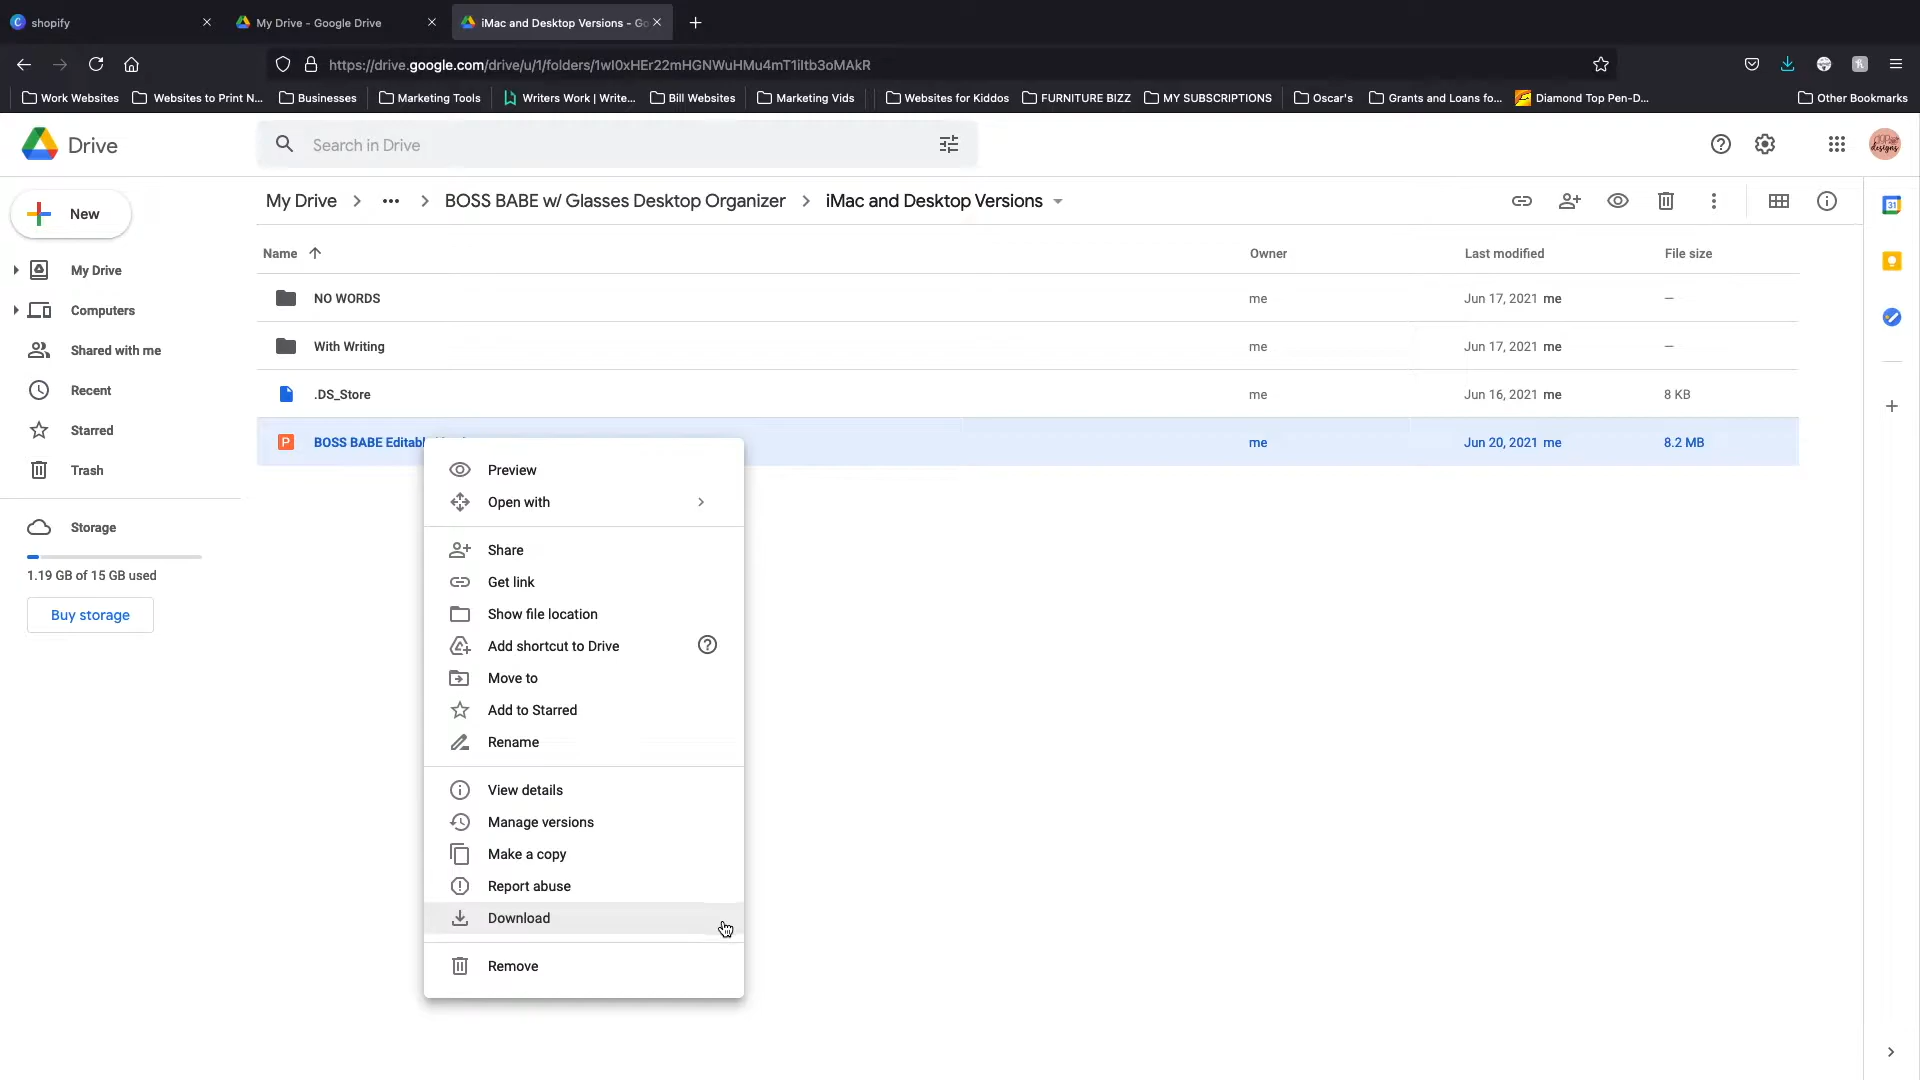 shopify
My Drive - Google Drive
iMac and Desktop Versions - Go
https://drive.google.com/drive/u/1/folders/1wI0xHEr22mHGNWuHMu4mT1iltb3oMAkR
Work Websites
Websites to Print N...
Businesses
Marketing Tools
Writers Work | Write...
Bill Websites
Marketing Vids
Websites for Kiddos
FURNITURE BIZZ
MY SUBSCRIPTIONS
Oscar's
Grants and Loans fo...
Diamond Top Pen-D...
Other Bookmarks
Drive
Search in Drive
New
My Drive
Computers
Shared with me
Recent
Starred
Trash
Storage
1.19 GB of 15 GB used
Buy storage
My Drive > ... > BOSS BABE w/ Glasses Desktop Organizer > iMac and Desktop Versions
Name Owner Last modified File size
NO WORDS me Jun 17, 2021 me —
With Writing me Jun 17, 2021 me —
.DS_Store me Jun 16, 2021 me 8 KB
BOSS BABE Editabl me Jun 20, 2021 me 8.2 MB
Preview
Open with
Share
Get link
Show file location
Add shortcut to Drive
Move to
Add to Starred
Rename
View details
Manage versions
Make a copy
Report abuse
Download
Remove
31